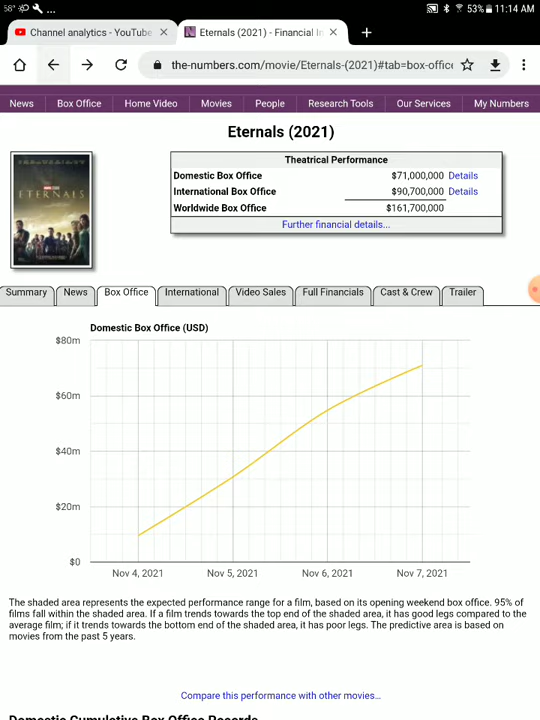 58° ... 53% 11:14 AM
Channel analytics - YouTube × Eternals (2021) - Financial In × +
the-numbers.com/movie/Eternals-(2021)#tab=box-office
News Box Office Home Video Movies People Research Tools Our Services My Numbers
Eternals (2021)
ETERNALS
Theatrical Performance
Domestic Box Office $71,000,000 Details
International Box Office $90,700,000 Details
Worldwide Box Office $161,700,000
Further financial details...
Summary News Box Office International Video Sales Full Financials Cast & Crew Trailer
Domestic Box Office (USD)
$80m
$60m
$40m
$20m
$0
Nov 4, 2021 Nov 5, 2021 Nov 6, 2021 Nov 7, 2021
The shaded area represents the expected performance range for a film, based on its opening weekend box office. 95% of
films fall within the shaded area. If a film trends towards the top end of the shaded area, it has good legs compared to the
average film; if it trends towards the bottom end of the shaded area, it has poor legs. The predictive area is based on
movies from the past 5 years.
Compare this performance with other movies...
Domestic Cumulative Box Office Records